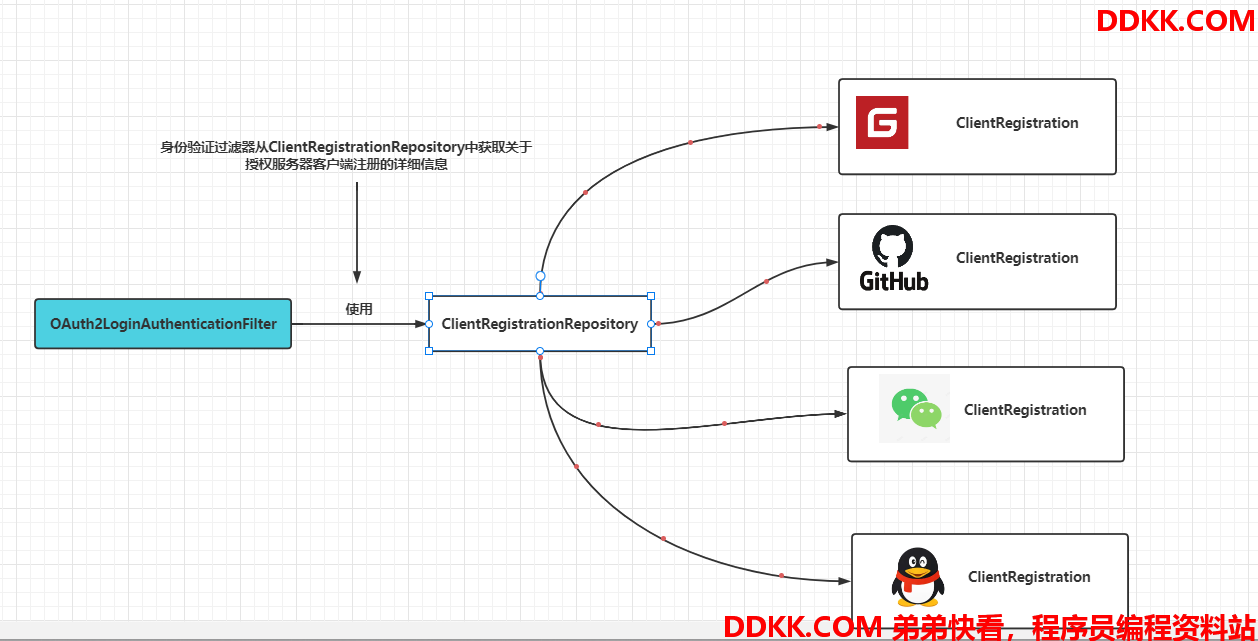 DDKK.COM
ClientRegistration
身份验证过滤器从ClientRegistrationRepository中获取关于
授权服务器客户端注册的详细信息
GitHub
ClientRegistration
使用
OAuth2LoginAuthenticationFilter
ClientRegistrationRepository
ClientRegistration
ClientRegistration
DDKK.COM 弟弟快看，程序员编程资料站